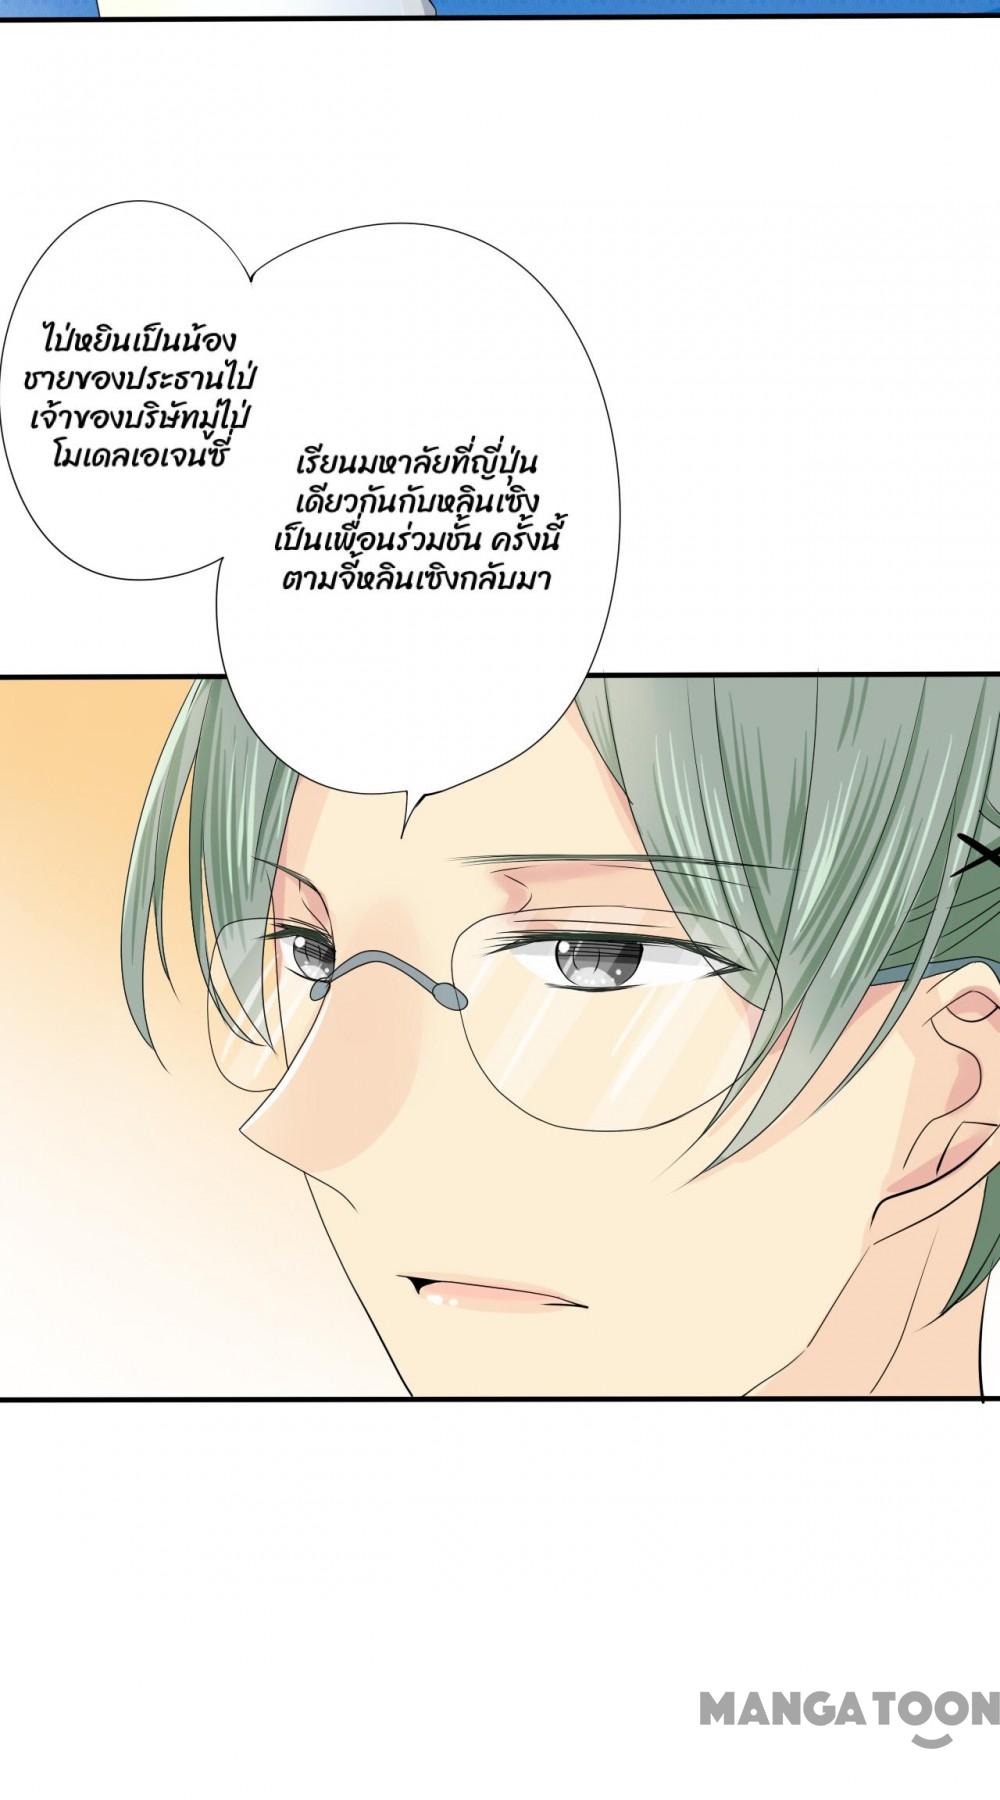 ไป่หยินเป็นน้อง
ชายของประธานไป่
เจ้าของบริษัทมู่ไป่
โมเดลเอเจนซี่
เรียนมหาลัยที่ญี่ปุ่น
เดียวกันกับหลินเซิง
เป็นเพื่อนร่วมชั้น ครั้งนี้
ตามจี้หลินเซิงกลับมา
MANGATOON